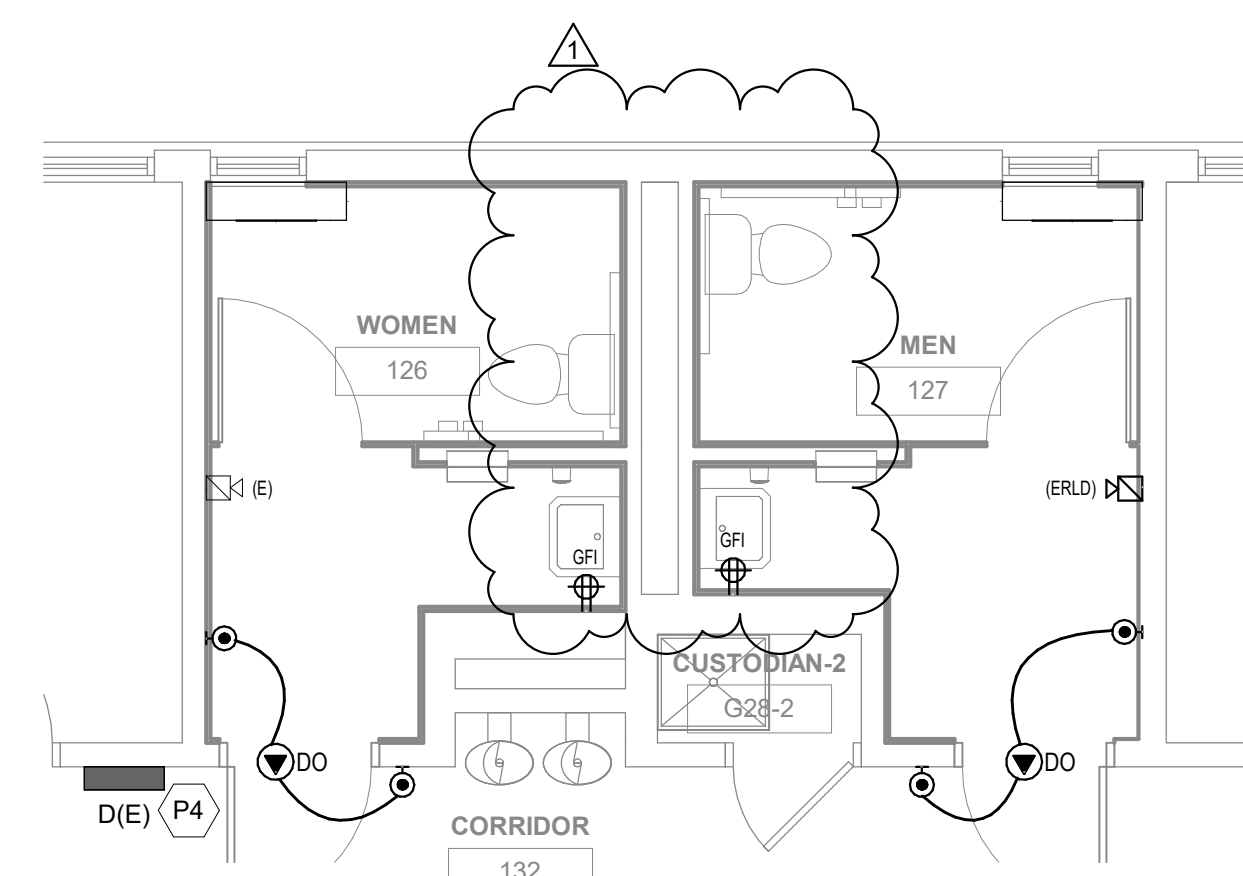 1
WOMEN
126
MEN
127
(E)
(ERLD)
GFI
GFI
CUSTODIAN-2
G28-2
DO
DO
D(E)
P4
CORRIDOR
132